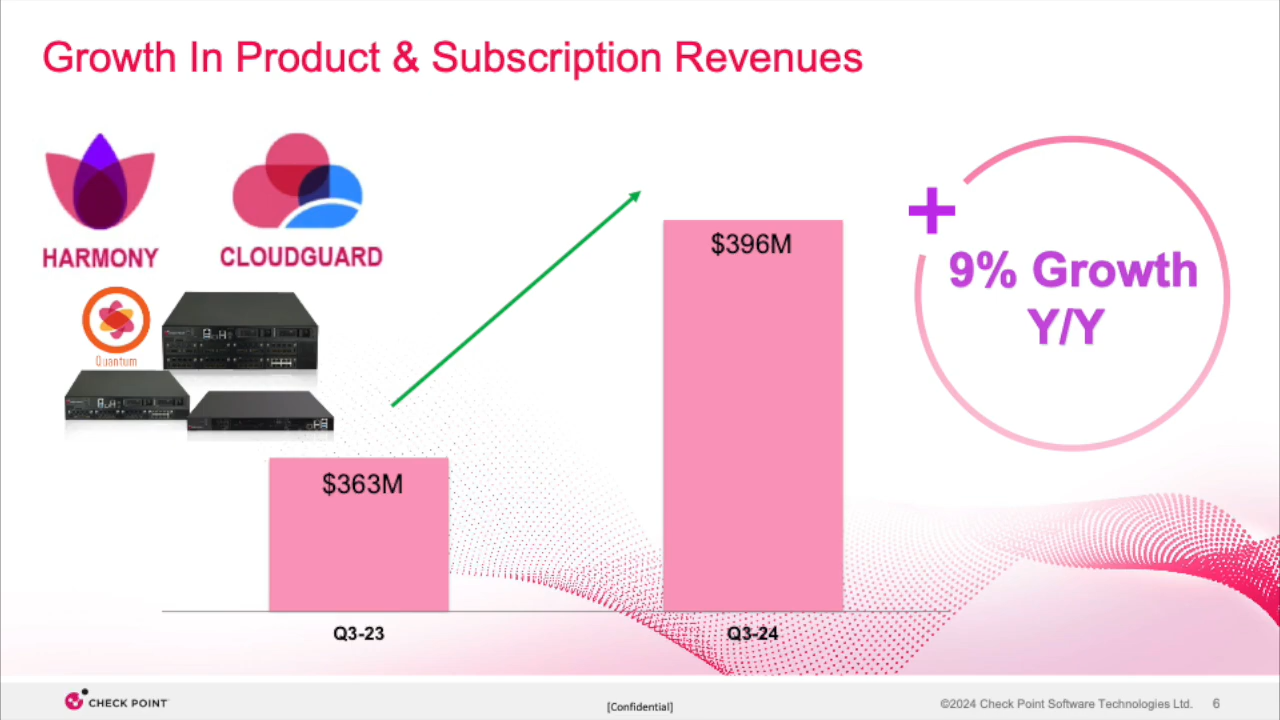 Growth In Product & Subscription Revenues
HARMONY
CLOUDGUARD
Quantum
$363M
$396M
+
9% Growth
Y/Y
Q3-23
Q3-24
CHECK POINT
[Confidential]
©2024 Check Point Software Technologies Ltd.
6